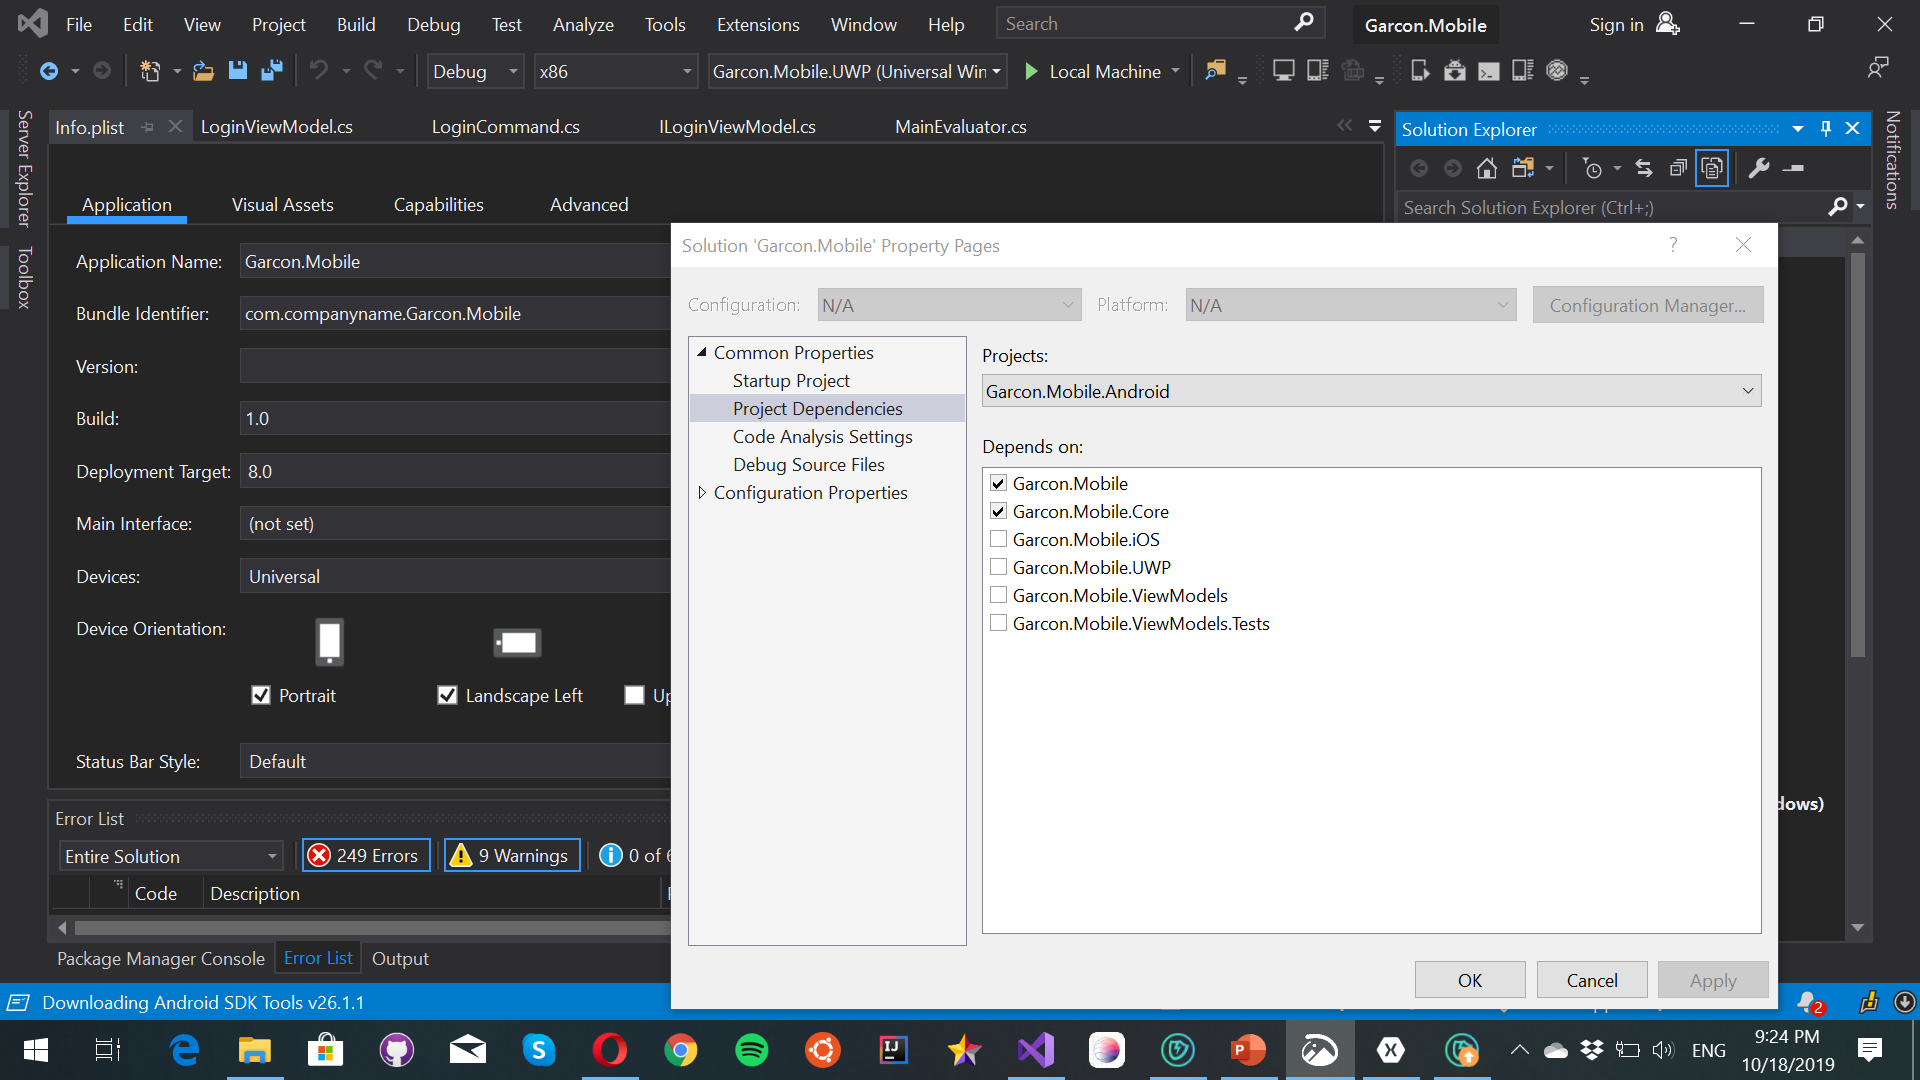 File Edit View Project Build Debug Test Analyze Tools Extensions Window Help Search Garcon.Mobile Sign in
Debug x86 Garcon.Mobile.UWP (Universal Win Local Machine
Server Explorer
Toolbox
Info.plist LoginViewModel.cs LoginCommand.cs ILoginViewModel.cs MainEvaluator.cs
Application Visual Assets Capabilities Advanced
Application Name: Garcon.Mobile
Bundle Identifier: com.companyname.Garcon.Mobile
Version:
Build: 1.0
Deployment Target: 8.0
Main Interface: (not set)
Devices: Universal
Device Orientation:
Portrait Landscape Left Up
Status Bar Style: Default
Error List
Entire Solution 249 Errors 9 Warnings 0 of 6
Code Description
Package Manager Console Error List Output
Downloading Android SDK Tools v26.1.1
Solution Explorer
Search Solution Explorer (Ctrl+;)
Notifications
dows)
Solution 'Garcon.Mobile' Property Pages ?
Configuration: N/A Platform: N/A Configuration Manager...
Common Properties
Startup Project
Project Dependencies
Code Analysis Settings
Debug Source Files
Configuration Properties
Projects:
Garcon.Mobile.Android
Depends on:
Garcon.Mobile
Garcon.Mobile.Core
Garcon.Mobile.iOS
Garcon.Mobile.UWP
Garcon.Mobile.ViewModels
Garcon.Mobile.ViewModels.Tests
OK Cancel Apply
2
ENG
9:24 PM
10/18/2019